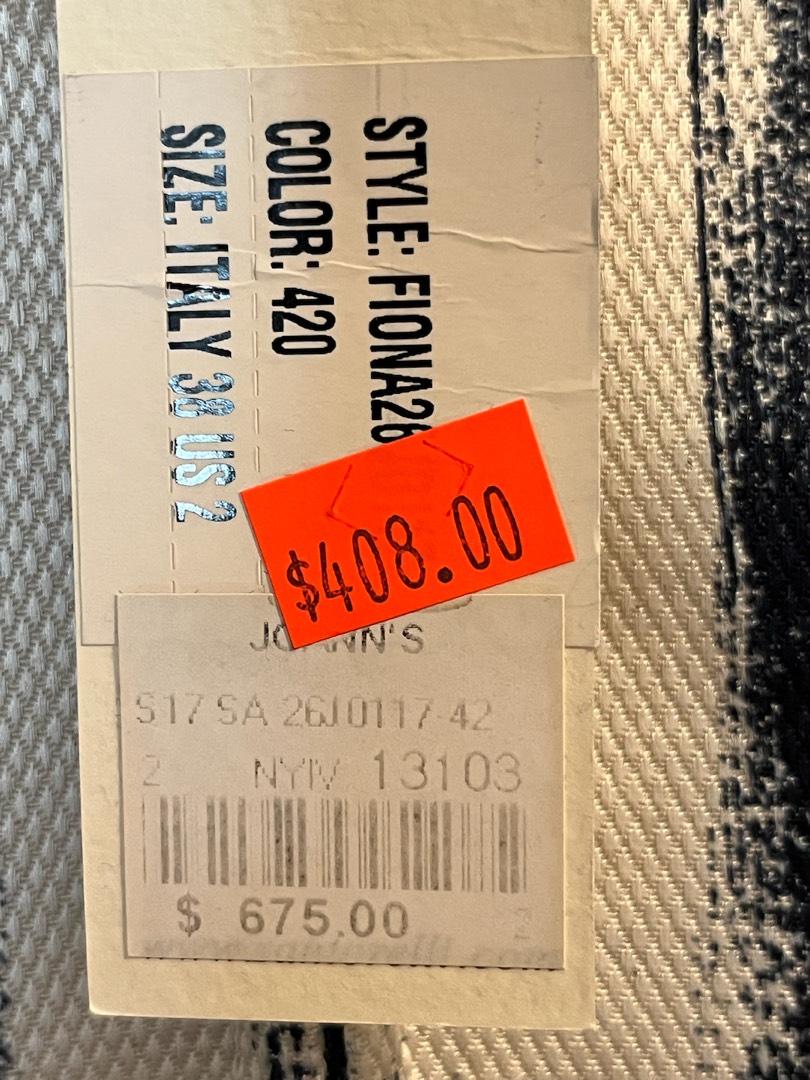 STYLE: FIONA26
COLOR: 420
SIZE: ITALY 38 US 2
$408.00
JOANN'S
S17 SA 26J0117-42
2 NYIV 13103
$ 675.00